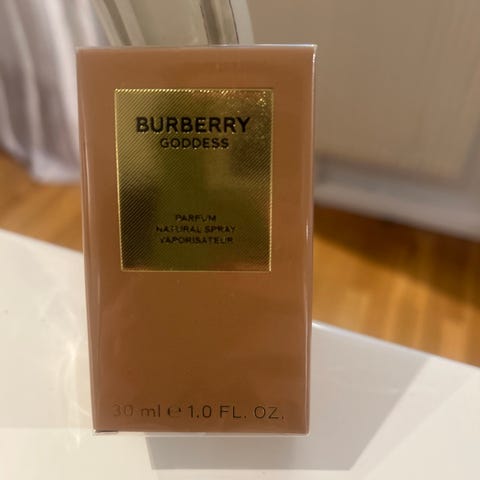 BURBERRY
GODDESS
PARFUM
NATURAL SPRAY
VAPORISATEUR
30 ml ℮ 1.0 FL. OZ.